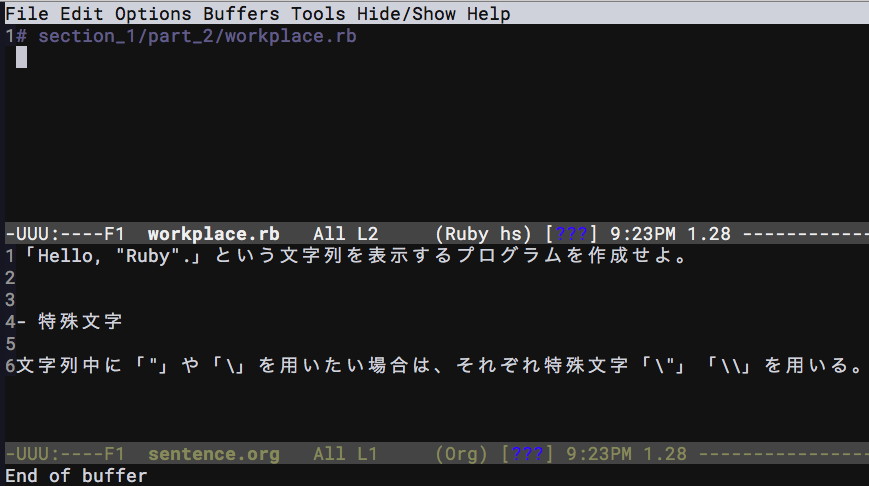 File Edit Options Buffers Tools Hide/Show Help
1# section_1/part_2/workplace.rb
-UUU:----F1  workplace.rb   All L2     (Ruby hs) [???] 9:23PM 1.28 ------------
1「Hello, "Ruby".」という文字列を表示するプログラムを作成せよ。
2
3
4- 特殊文字
5
6文字列中に「"」や「\」を用いたい場合は、それぞれ特殊文字「\"」「\\」を用いる。
-UUU:----F1  sentence.org   All L1     (Org) [???] 9:23PM 1.28 ----------------
End of buffer